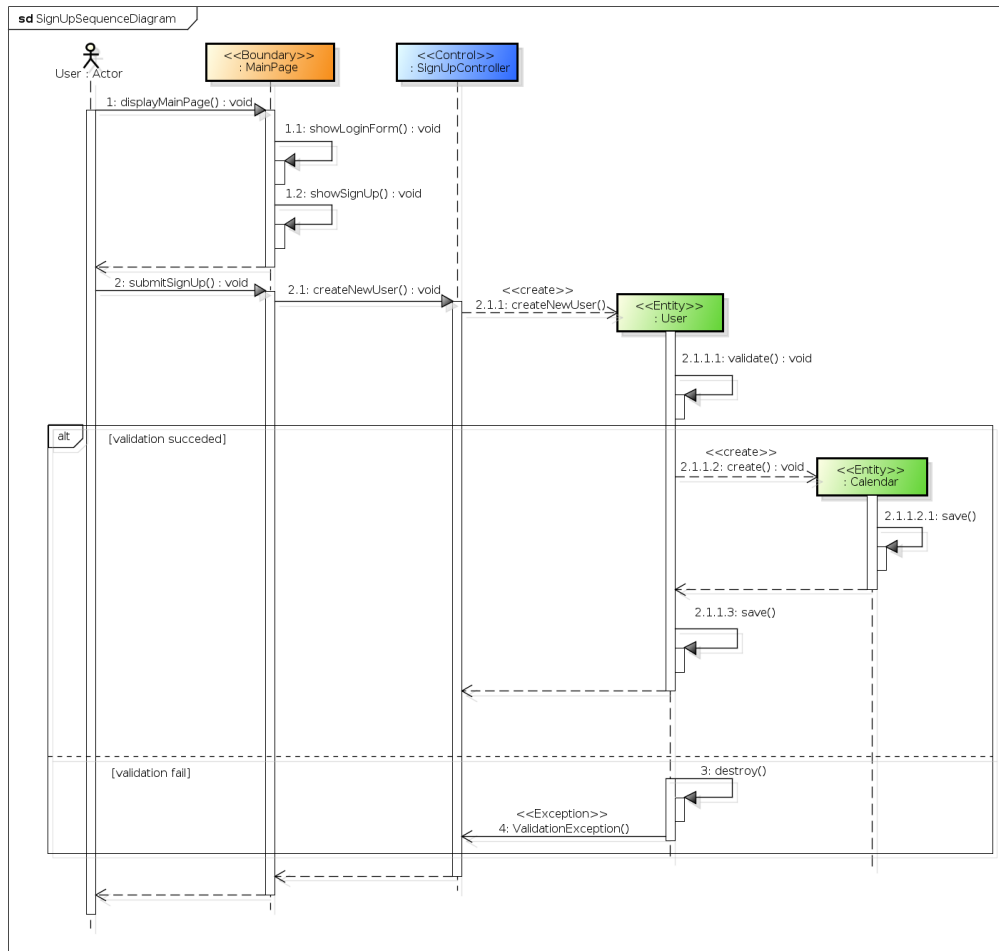 sd SignUpSequenceDiagram
User : Actor
<<Boundary>>
: MainPage
<<Control>>
: SignUpController
1: displayMainPage() : void
1.1: showLoginForm() : void
1.2: showSignUp() : void
2: submitSignUp() : void
2.1: createNewUser() : void
<<create>>
2.1.1: createNewUser()
<<Entity>>
: User
2.1.1.1: validate() : void
alt
[validation succeded]
<<create>>
2.1.1.2: create() : void
<<Entity>>
: Calendar
2.1.1.2.1: save()
2.1.1.3: save()
[validation fail]
3: destroy()
<<Exception>>
4: ValidationException()